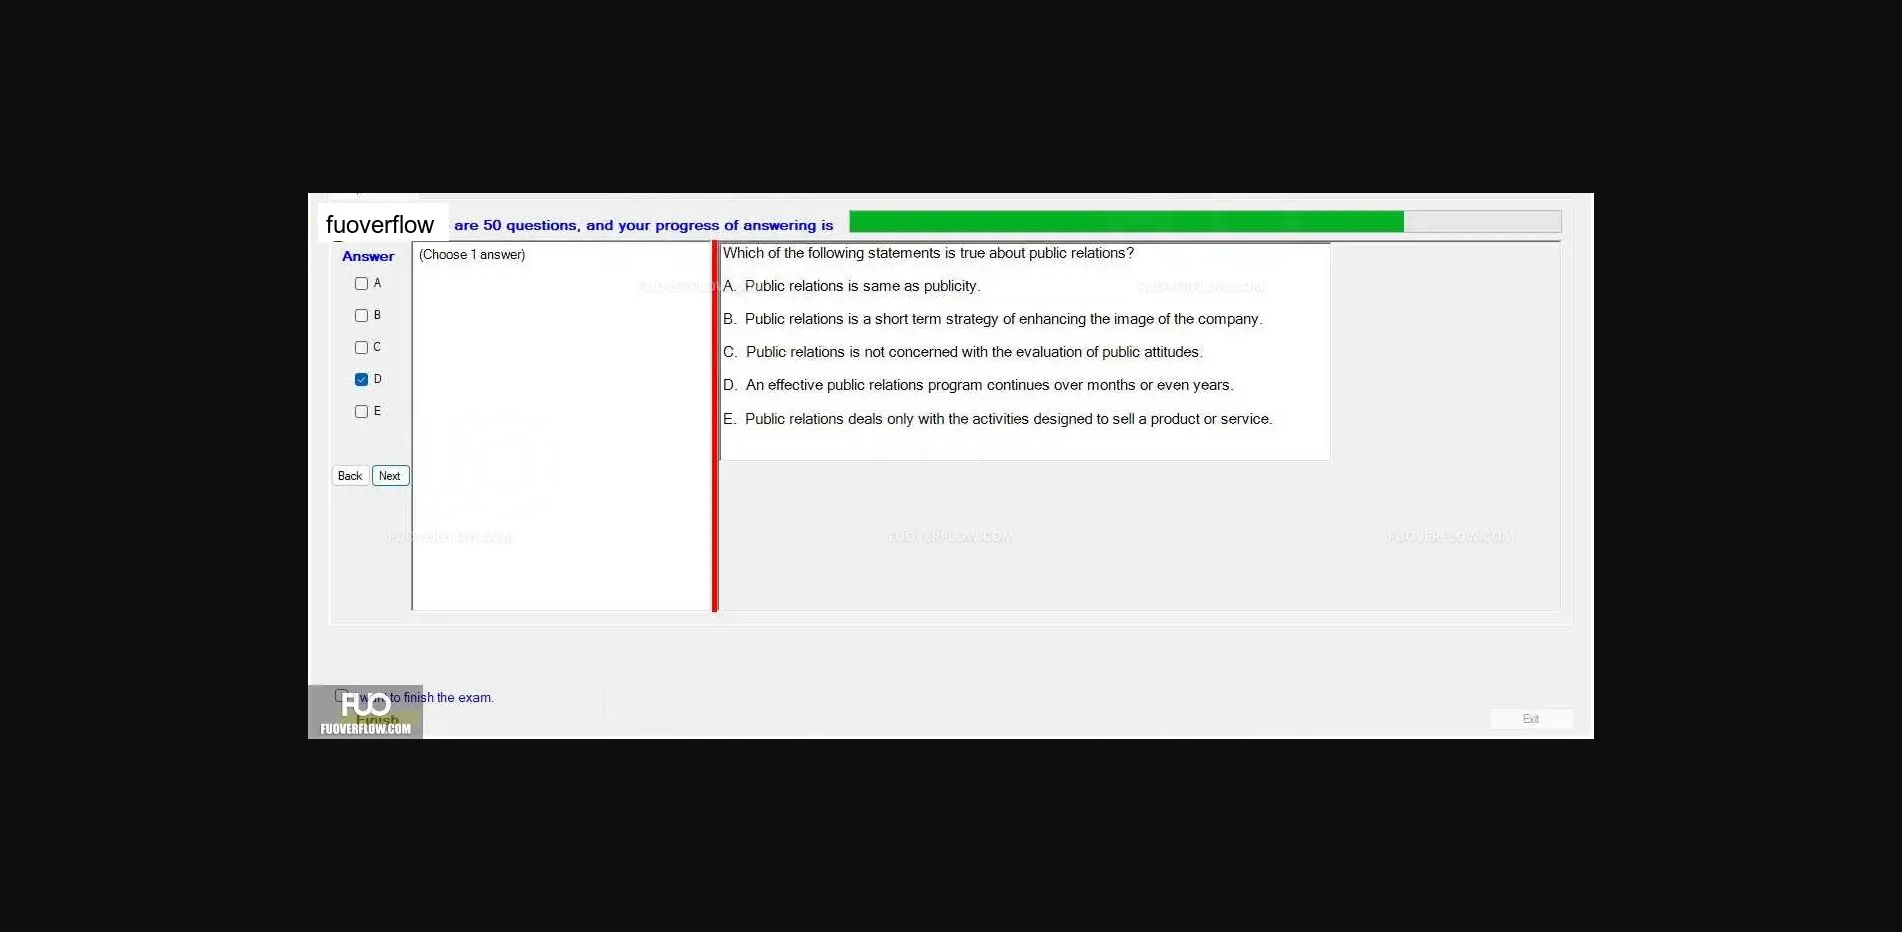 fuoverflow are 50 questions, and your progress of answering is
Answer
(Choose 1 answer)
A
B
C
D
E
Back Next
Which of the following statements is true about public relations?
A. Public relations is same as publicity.
B. Public relations is a short term strategy of enhancing the image of the company.
C. Public relations is not concerned with the evaluation of public attitudes.
D. An effective public relations program continues over months or even years.
E. Public relations deals only with the activities designed to sell a product or service.
FUOVERFLOW.COM
FUOVERFLOW.COM
FUOVERFLOW.COM
FUOVERFLOW.COM
FUOVERFLOW.COM
I want to finish the exam.
FUO
Finish
FUOVERFLOW.COM
Exit